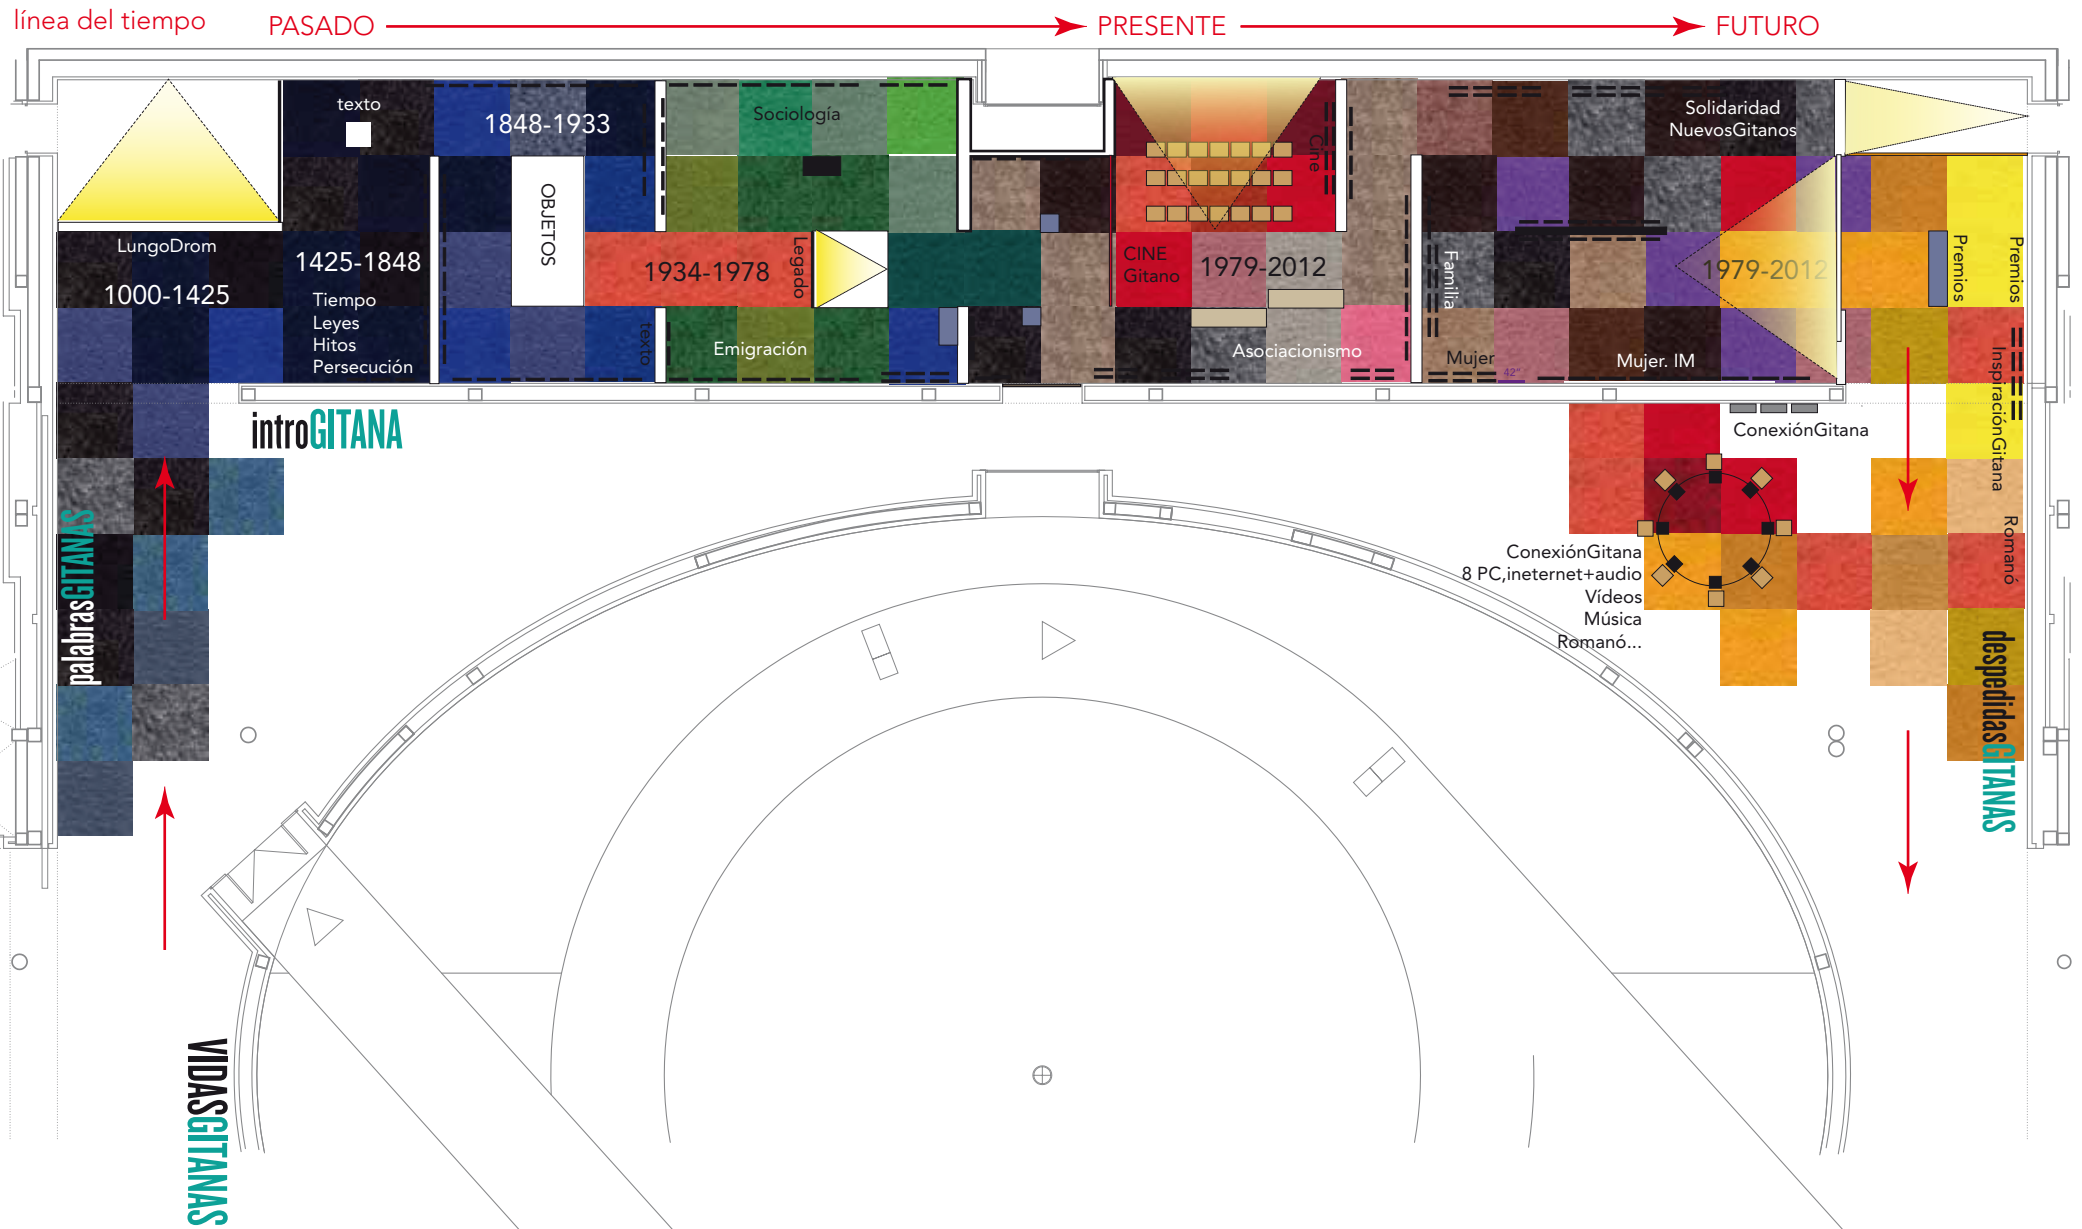 línea del tiempo
PASADO
PRESENTE
FUTURO
texto
1848-1933
Sociología
Cine
Solidaridad
NuevosGitanos
LungoDrom
1000-1425
1425-1848
Tiempo
Leyes
Hitos
Persecución
OBJETOS
1934-1978
Legado
texto
Emigración
CINE
Gitano
1979-2012
Asociacionismo
Familia
Mujer
42"
Mujer. IM
1979-2012
Premios
Premios
InspiraciónGitana
Romanó
introGITANA
palabrasGITANAS
ConexiónGitana
ConexiónGitana
8 PC,ineternet+audio
Vídeos
Música
Romanó...
despedidasGITANAS
VIDASGITANAS